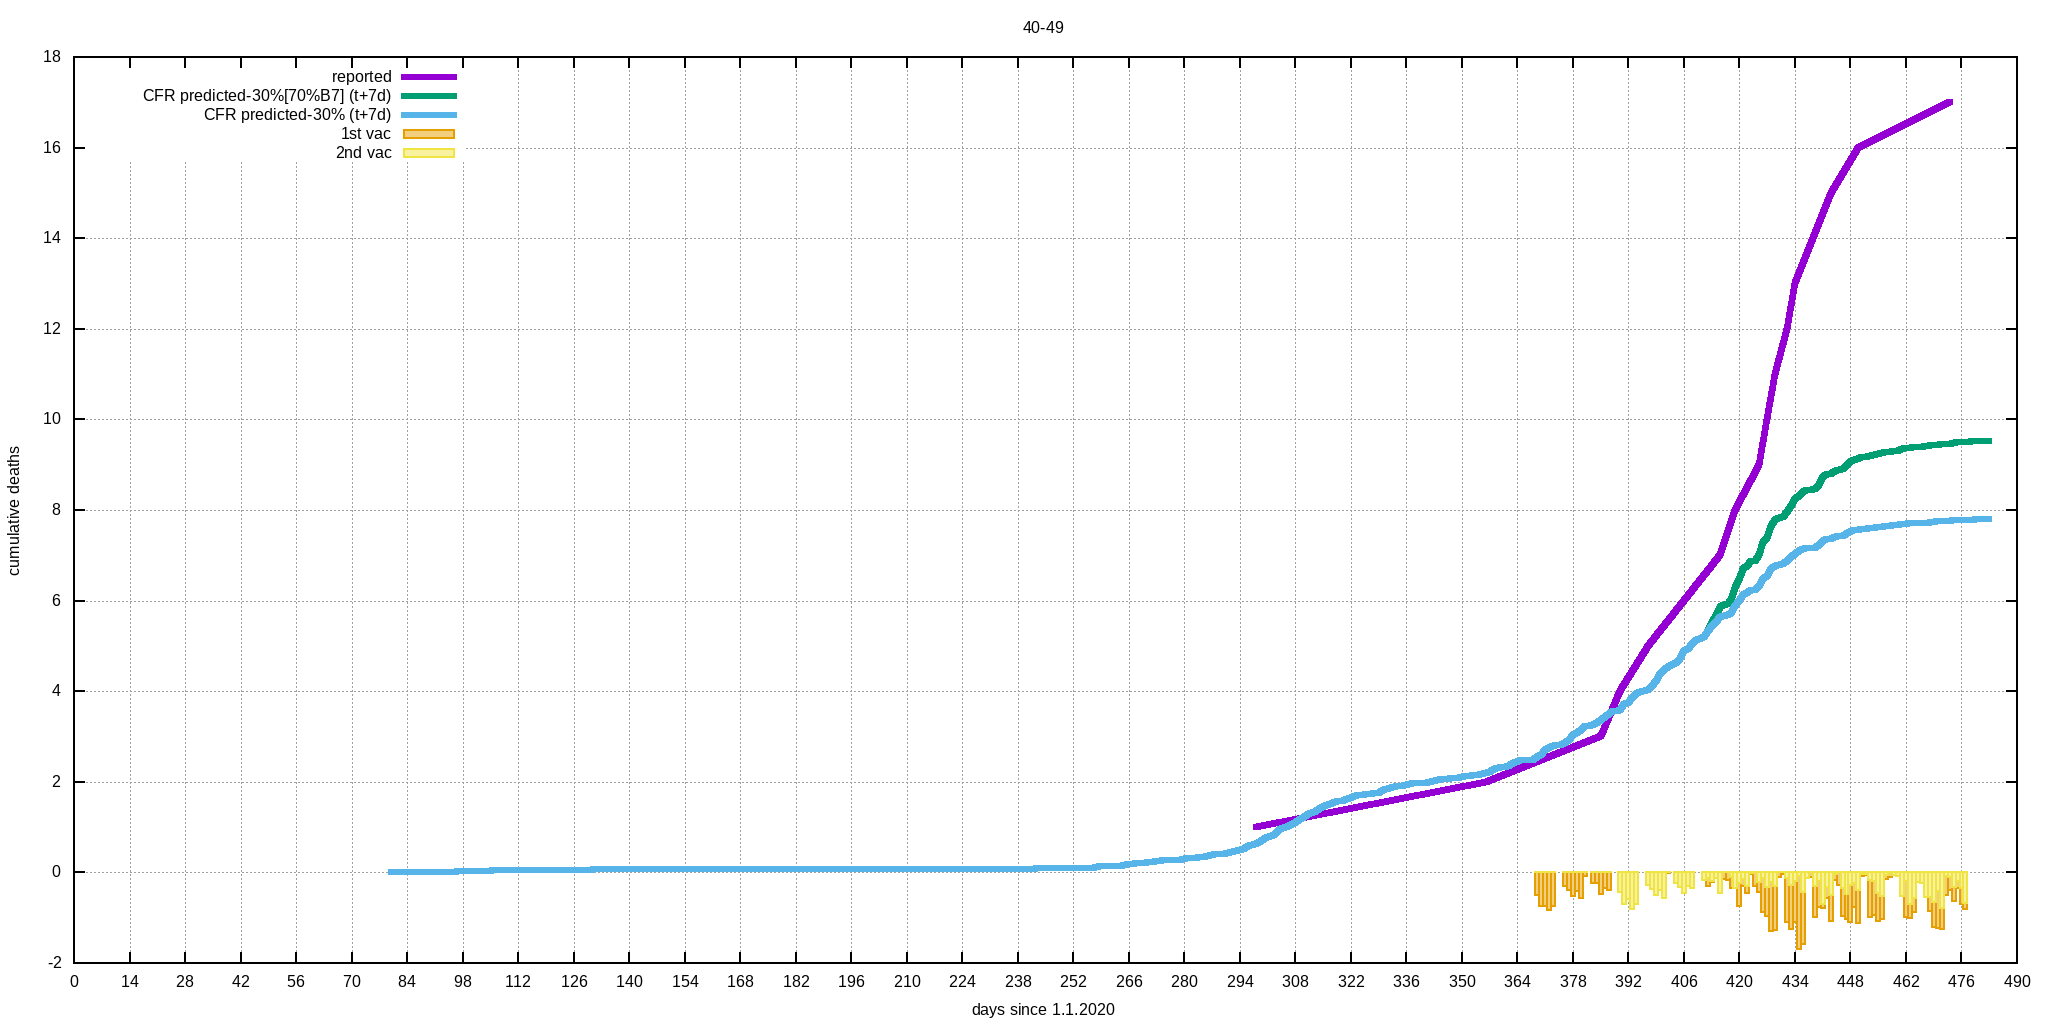 40-49
reported
CFR predicted-30%[70%B7] (t+7d)
CFR predicted-30% (t+7d)
1st vac
2nd vac
18
16
14
12
10
8
6
4
2
0
-2
cumulative deaths
0 14 28 42 56 70 84 98 112 126 140 154 168 182 196 210 224 238 252 266 280 294 308 322 336 350 364 378 392 406 420 434 448 462 476 490
days since 1.1.2020